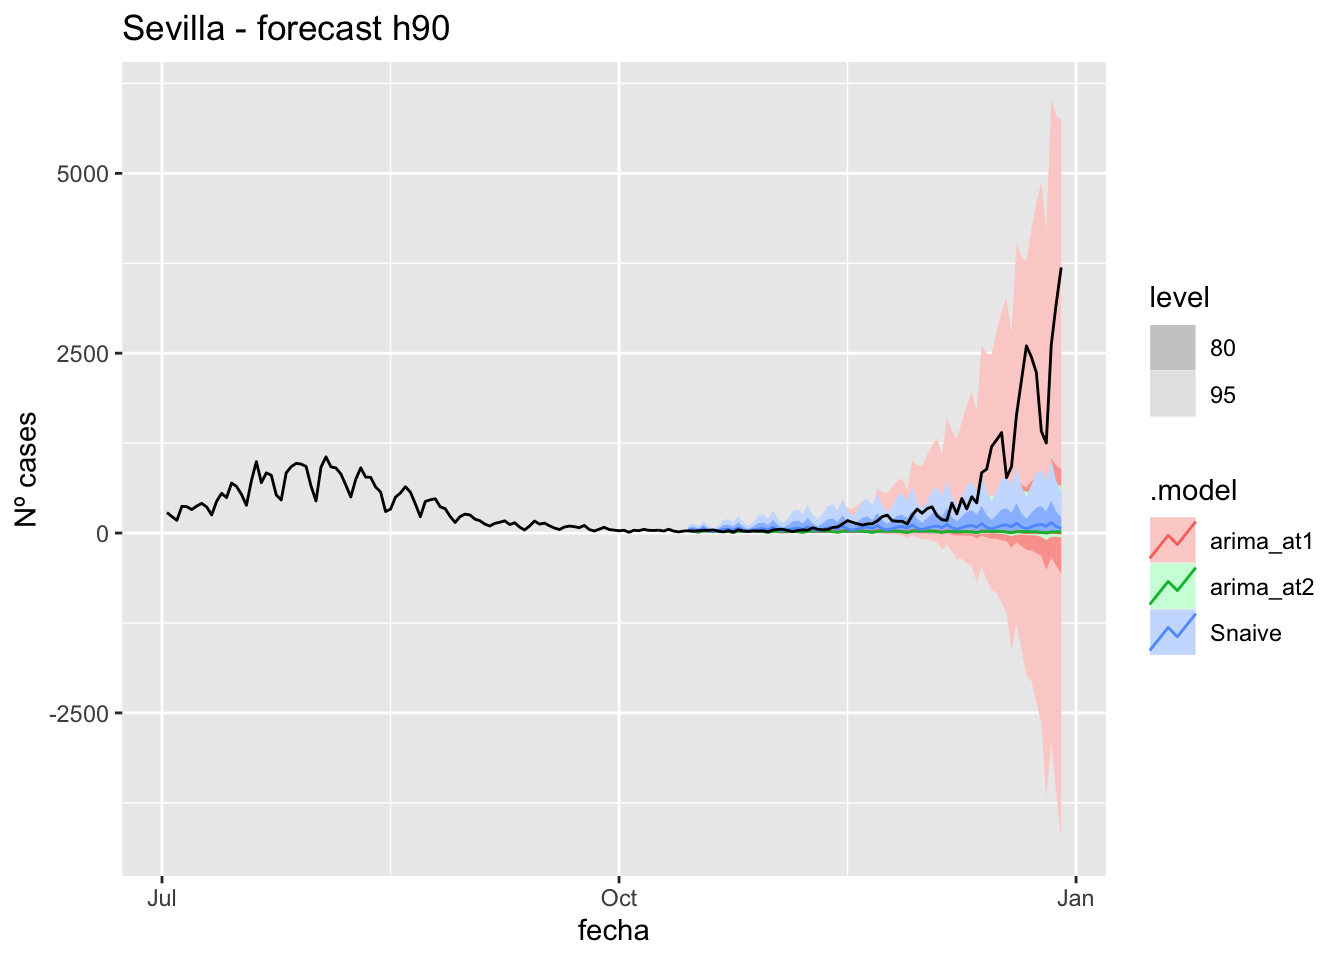 Sevilla - forecast h90
Nº cases
5000
2500
0
-2500
Jul
Oct
Jan
fecha
level
80
95
.model
arima_at1
arima_at2
Snaive